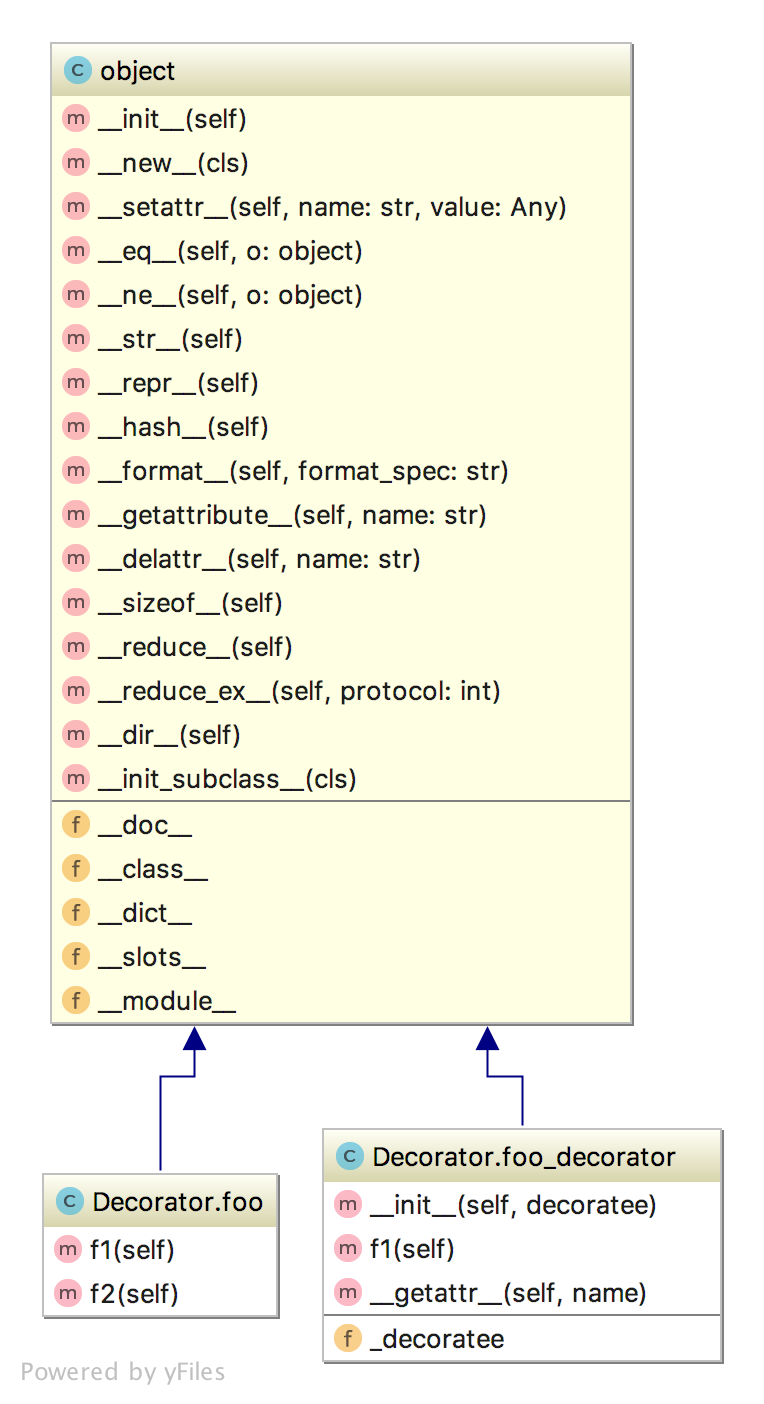 C object
m __init__(self)
m __new__(cls)
m __setattr__(self, name: str, value: Any)
m __eq__(self, o: object)
m __ne__(self, o: object)
m __str__(self)
m __repr__(self)
m __hash__(self)
m __format__(self, format_spec: str)
m __getattribute__(self, name: str)
m __delattr__(self, name: str)
m __sizeof__(self)
m __reduce__(self)
m __reduce_ex__(self, protocol: int)
m __dir__(self)
m __init_subclass__(cls)
f __doc__
f __class__
f __dict__
f __slots__
f __module__
C Decorator.foo
m f1(self)
m f2(self)
C Decorator.foo_decorator
m __init__(self, decoratee)
m f1(self)
m __getattr__(self, name)
f _decoratee
Powered by yFiles